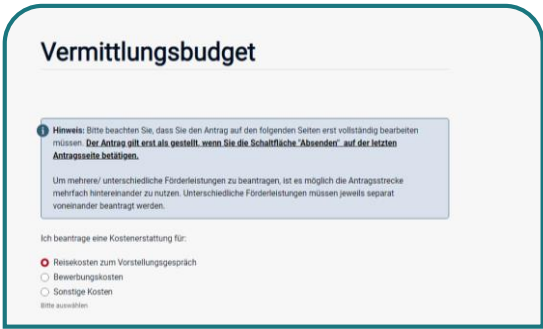 Vermittlungsbudget
Hinweis: Bitte beachten Sie, dass Sie den Antrag auf den folgenden Seiten erst vollständig bearbeiten
müssen. Der Antrag gilt erst als gestellt, wenn Sie die Schaltfläche "Absenden" auf der letzten
Antragsseite betätigen.
Um mehrere/ unterschiedliche Förderleistungen zu beantragen, ist es möglich die Antragsstrecke
mehrfach hintereinander zu nutzen. Unterschiedliche Förderleistungen müssen jeweils separat
voneinander beantragt werden.
Ich beantrage eine Kostenerstattung für:
Reisekosten zum Vorstellungsgespräch
Bewerbungskosten
Sonstige Kosten
Bitte auswählen